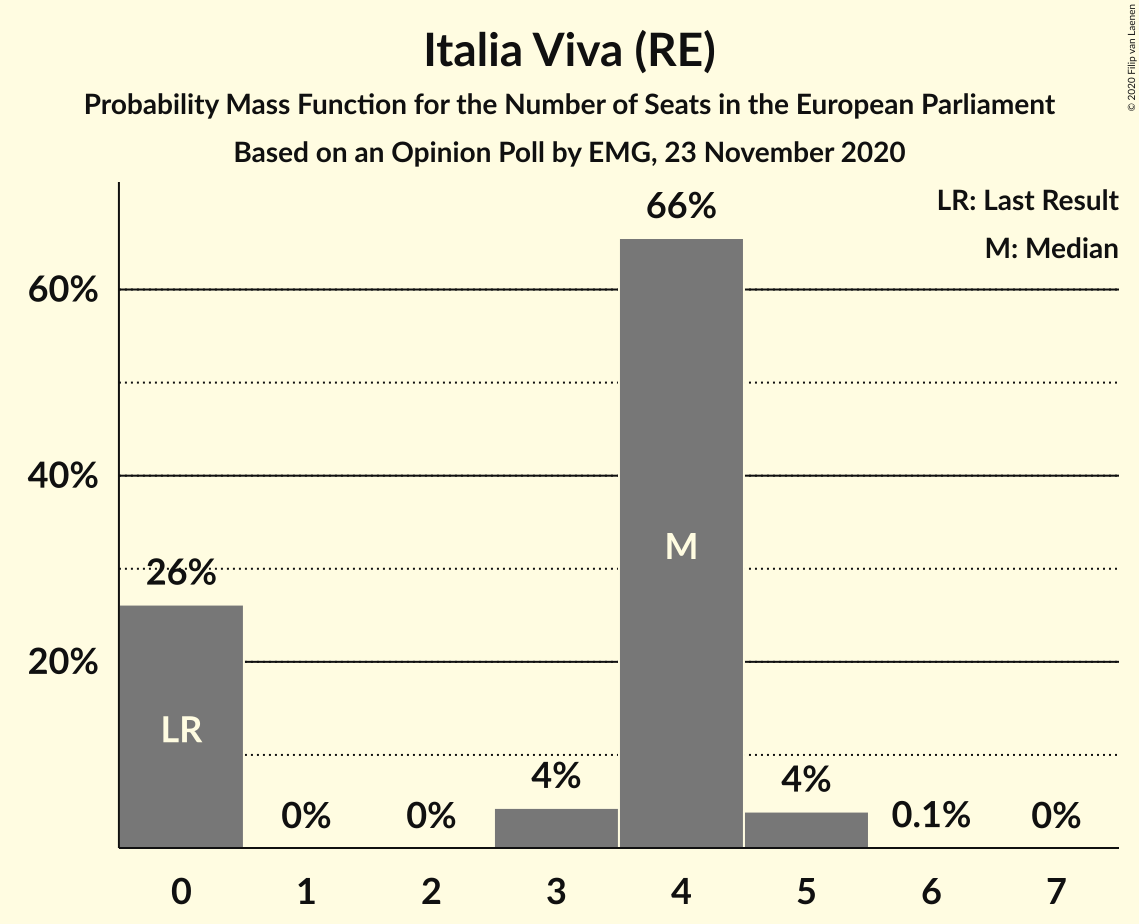 Italia Viva (RE)
Probability Mass Function for the Number of Seats in the European Parliament
Based on an Opinion Poll by EMG, 23 November 2020
© 2020 Filip van Laenen
LR: Last Result
M: Median
66%
60%
40%
26%
20%
M
LR
0%
0%
4%
4%
0.1%
0%
0
1
2
3
4
5
6
7